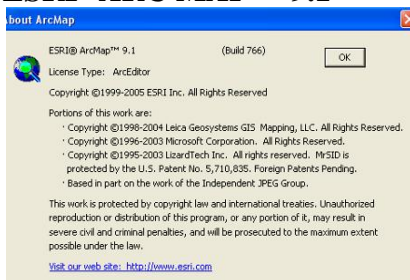 About ArcMap
ESRI® ArcMap™ 9.1 (Build 766)
OK
License Type: ArcEditor
Copyright ©1999-2005 ESRI Inc. All Rights Reserved
Portions of this work are:
· Copyright ©1998-2004 Leica Geosystems GIS Mapping, LLC. All Rights Reserved.
· Copyright ©1996-2003 Microsoft Corporation. All Rights Reserved.
· Copyright ©1995-2003 LizardTech Inc. All rights reserved. MrSID is
protected by the U.S. Patent No. 5,710,835. Foreign Patents Pending.
· Based in part on the work of the Independent JPEG Group.
This work is protected by copyright law and international treaties. Unauthorized
reproduction or distribution of this program, or any portion of it, may result in
severe civil and criminal penalties, and will be prosecuted to the maximum extent
possible under the law.
Visit our web site: http://www.esri.com